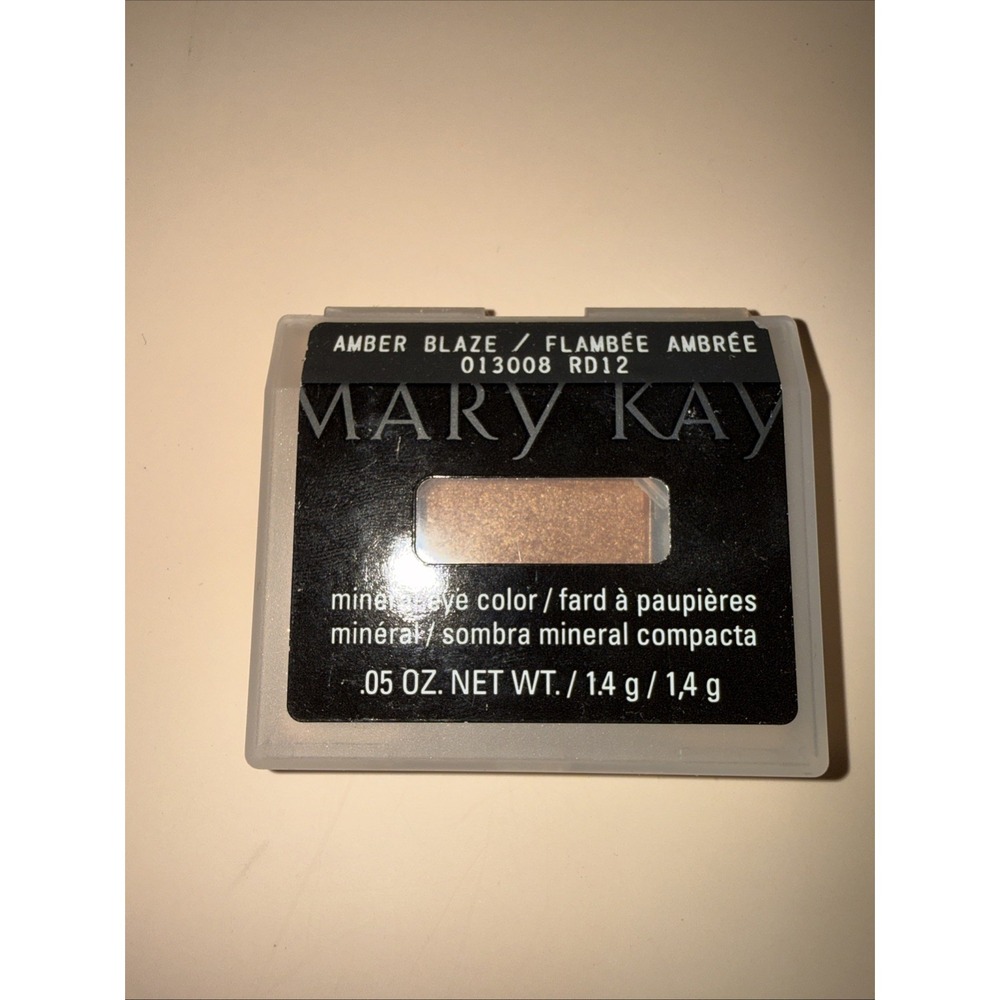 AMBER BLAZE / FLAMBÉE AMBRÉE
013008 RD12
MARY KAY
mineral eye color / fard à paupières
minéral / sombra mineral compacta
.05 OZ. NET WT. / 1.4 g / 1,4 g